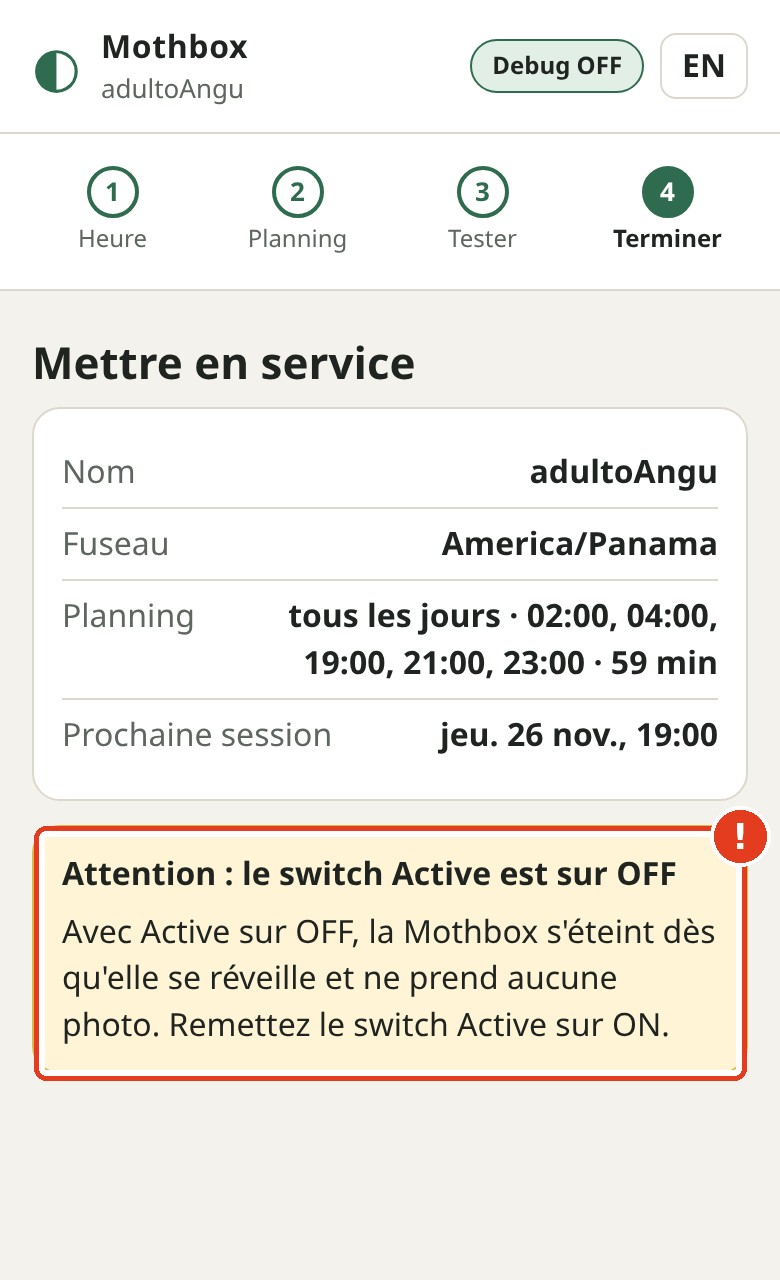 Mothbox
adultoAngu
Debug OFF
EN
1
Heure
2
Planning
3
Tester
4
Terminer
Mettre en service
Nom
adultoAngu
Fuseau
America/Panama
Planning
tous les jours · 02:00, 04:00,
19:00, 21:00, 23:00 · 59 min
Prochaine session
jeu. 26 nov., 19:00
!
Attention : le switch Active est sur OFF
Avec Active sur OFF, la Mothbox s'éteint dès
qu'elle se réveille et ne prend aucune
photo. Remettez le switch Active sur ON.